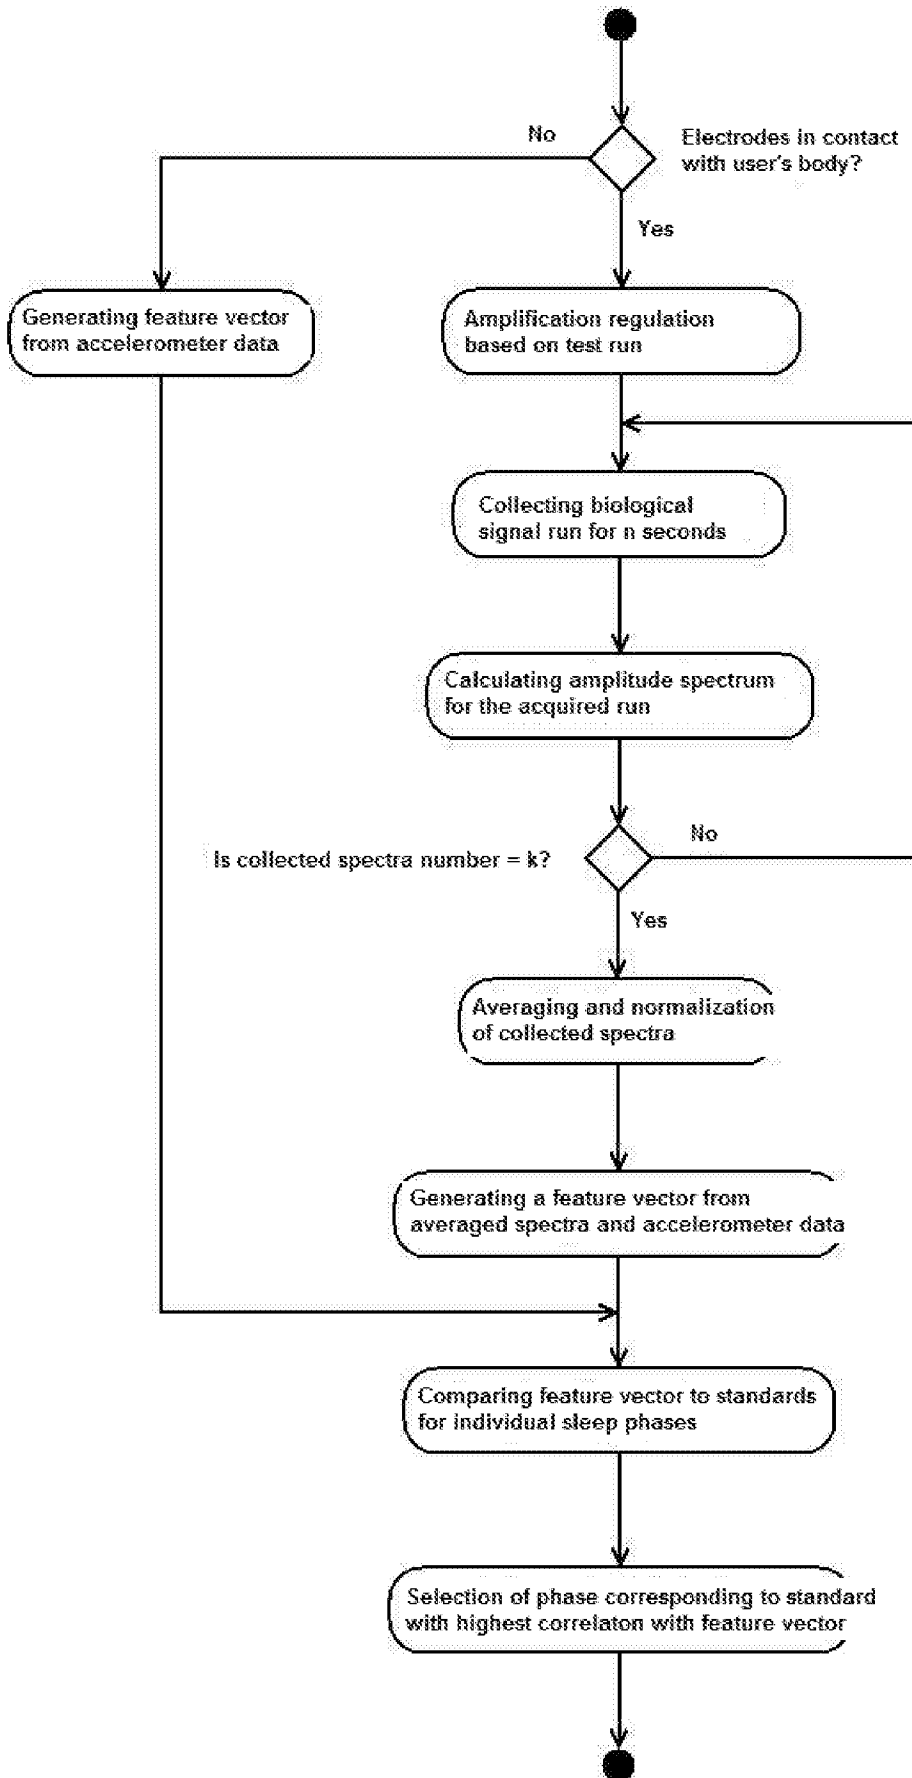 No
Electrodes in contact
with user's body?
Yes
Generating feature vector
from accelerometer data
Amplification regulation
based on test run
Collecting biological
signal run for n seconds
Calculating amplitude spectrum
for the acquired run
Is collected spectra number = k?
No
Yes
Averaging and normalization
of collected spectra
Generating a feature vector from
averaged spectra and accelerometer data
Comparing feature vector to standards
for individual sleep phases
Selection of phase corresponding to standard
with highest correlaton with feature vector